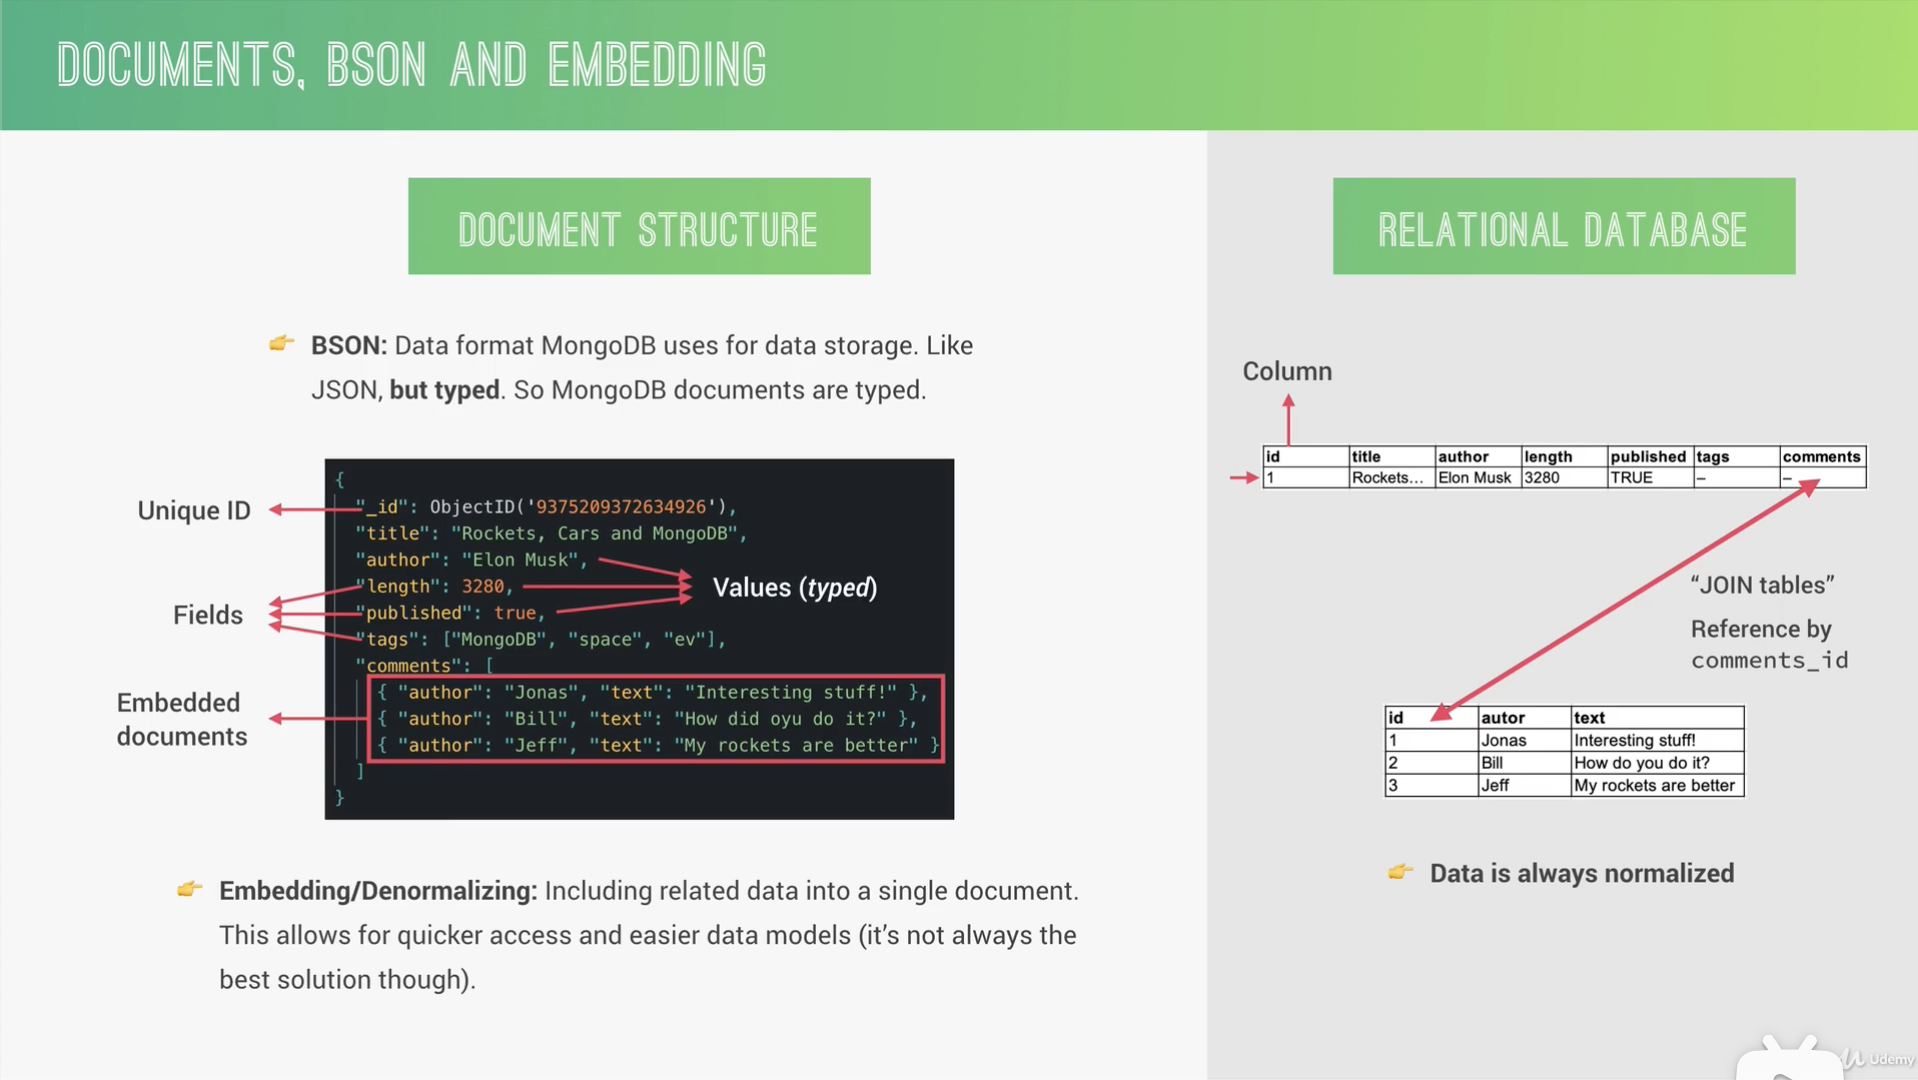 DOCUMENTS, BSON AND EMBEDDING
DOCUMENT STRUCTURE
BSON: Data format MongoDB uses for data storage. Like
JSON, but typed. So MongoDB documents are typed.
Unique ID
Fields
Embedded
documents
{
"_id": ObjectID('9375209372634926'),
"title": "Rockets, Cars and MongoDB",
"author": "Elon Musk",
"length": 3280,
"published": true,
"tags": ["MongoDB", "space", "ev"],
"comments": [
{ "author": "Jonas", "text": "Interesting stuff!" },
{ "author": "Bill", "text": "How did oyu do it?" },
{ "author": "Jeff", "text": "My rockets are better" }
]
}
Values (typed)
Embedding/Denormalizing: Including related data into a single document.
This allows for quicker access and easier data models (it's not always the
best solution though).
RELATIONAL DATABASE
Column
id title author length published tags comments
1 Rockets... Elon Musk 3280 TRUE – –
“JOIN tables”
Reference by
comments_id
id autor text
1 Jonas Interesting stuff!
2 Bill How do you do it?
3 Jeff My rockets are better
Data is always normalized
Udemy